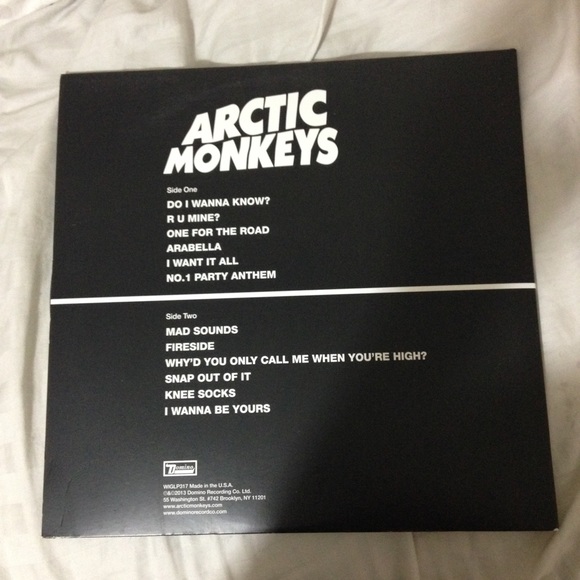 ARCTIC
MONKEYS
Side One
DO I WANNA KNOW?
R U MINE?
ONE FOR THE ROAD
ARABELLA
I WANT IT ALL
NO.1 PARTY ANTHEM
Side Two
MAD SOUNDS
FIRESIDE
WHY'D YOU ONLY CALL ME WHEN YOU'RE HIGH?
SNAP OUT OF IT
KNEE SOCKS
I WANNA BE YOURS
Domino
WIGLP317 Made in the U.S.A.
℗&©2013 Domino Recording Co. Ltd.
55 Washington St. #742 Brooklyn, NY 11201
www.arcticmonkeys.com
www.dominorecordco.com